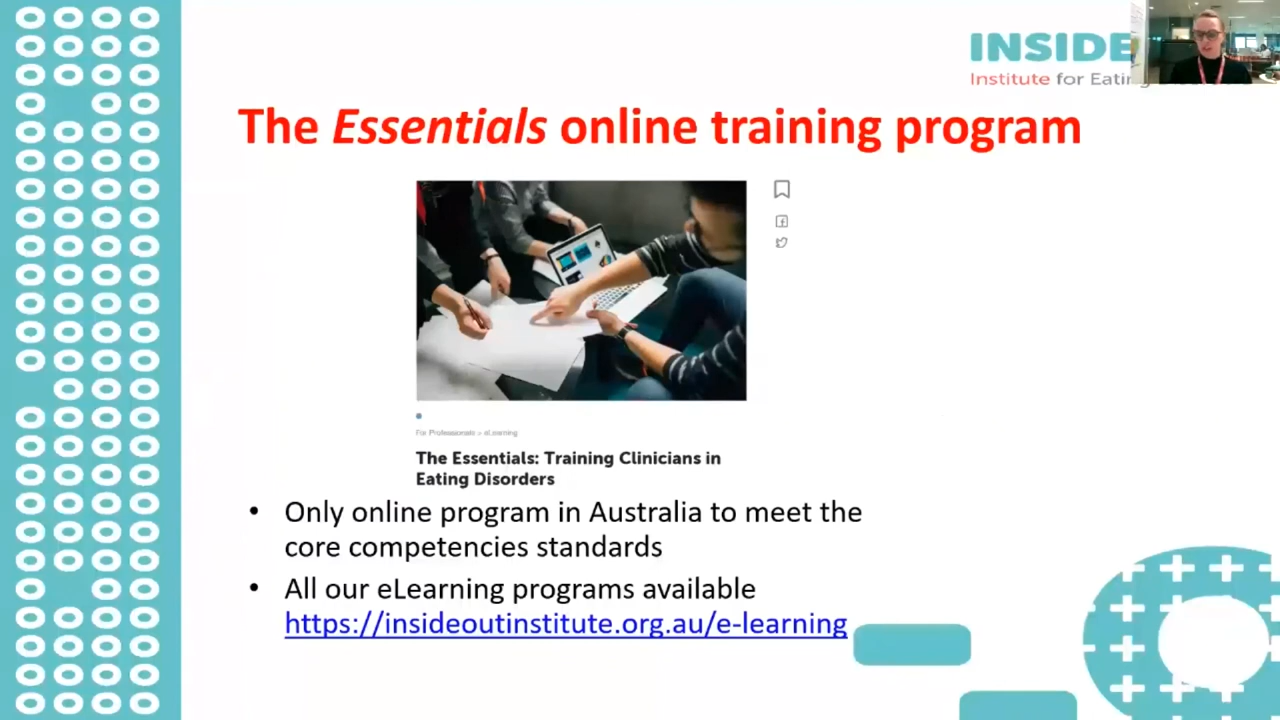 INSIDE
Institute for Eating
The Essentials online training program
For Professionals > eLearning
The Essentials: Training Clinicians in
Eating Disorders
• Only online program in Australia to meet the
core competencies standards
• All our eLearning programs available
https://insideoutinstitute.org.au/e-learning